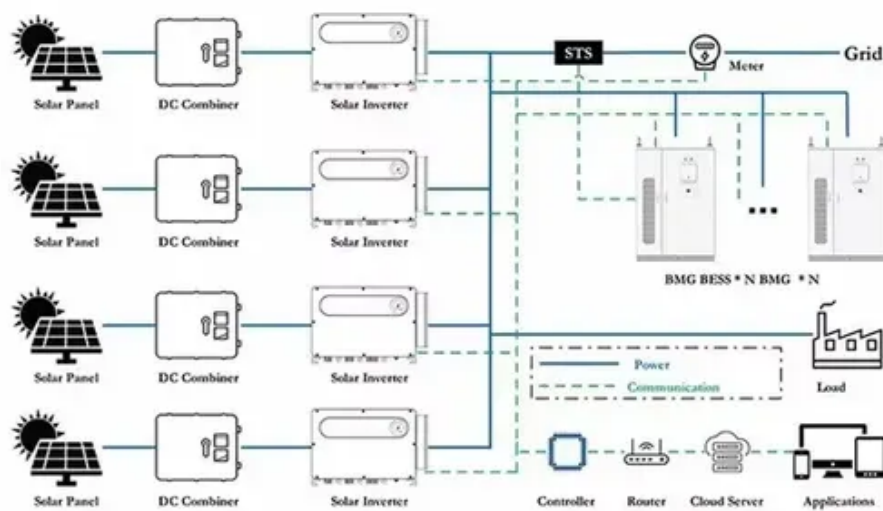 STS
Meter
Grid
Solar Panel
DC Combiner
Solar Inverter
Solar Panel
DC Combiner
Solar Inverter
BMG BESS * N BMG * N
Solar Panel
DC Combiner
Solar Inverter
Power
Communication
Load
Solar Panel
DC Combiner
Solar Inverter
Controller
Router
Cloud Server
Applications